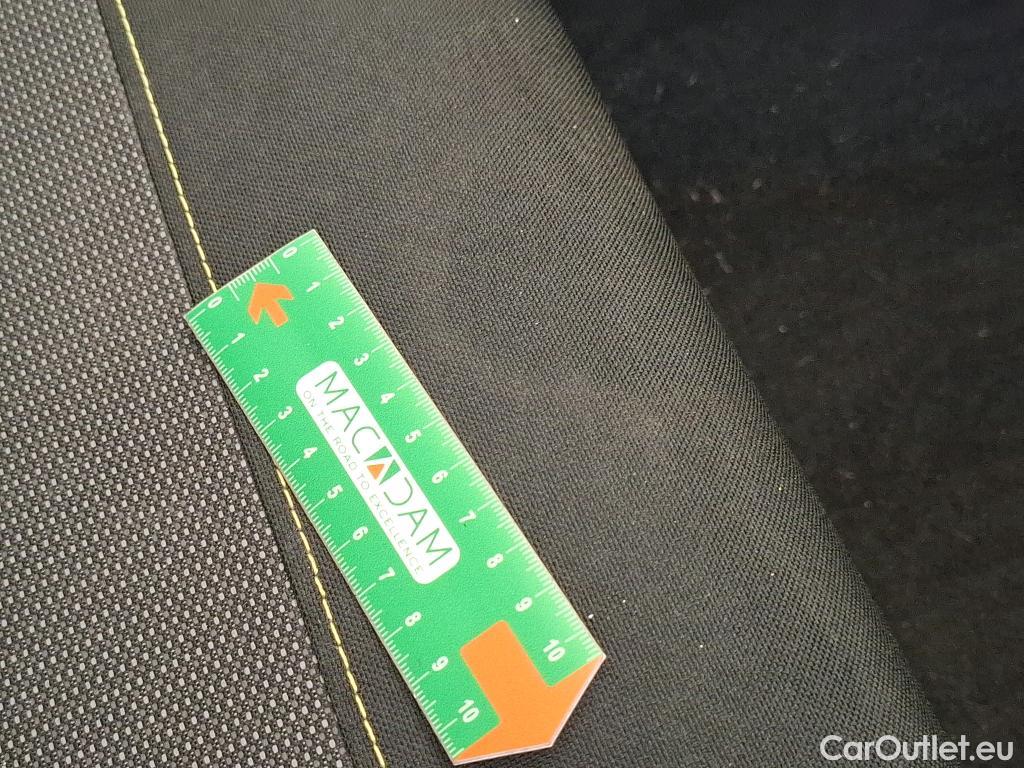 0 1 2 3 4 5 6 7 8 9 10
MACADAM
ON THE ROAD TO EXCELLENCE
0 1 2 3 4 5 6 7 8 9 10
CarOutlet.eu